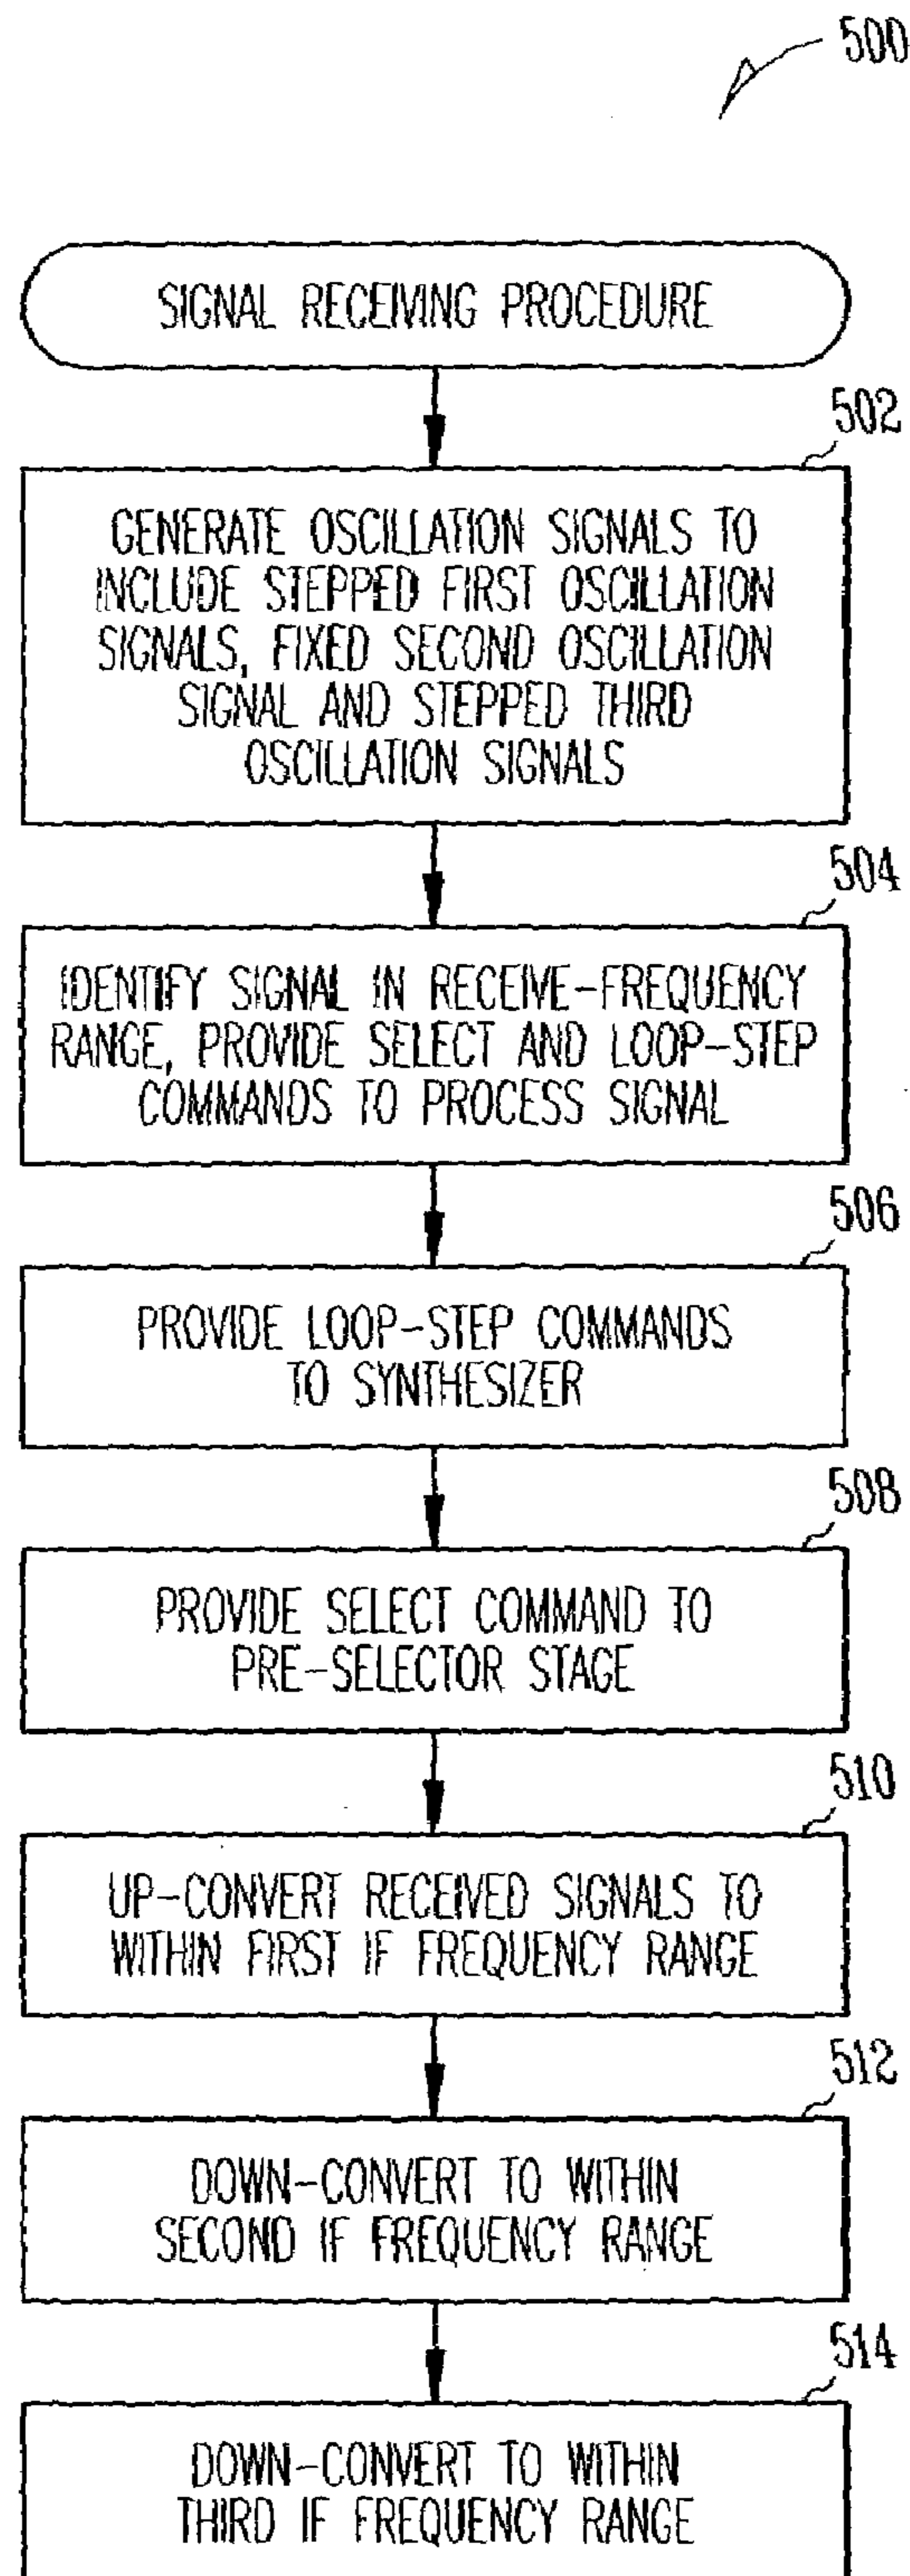 500
SIGNAL RECEIVING PROCEDURE
502
GENERATE OSCILLATION SIGNALS TO
INCLUDE STEPPED FIRST OSCILLATION
SIGNALS, FIXED SECOND OSCILLATION
SIGNAL AND STEPPED THIRD
OSCILLATION SIGNALS
504
IDENTIFY SIGNAL IN RECEIVE-FREQUENCY
RANGE, PROVIDE SELECT AND LOOP-STEP
COMMANDS TO PROCESS SIGNAL
506
PROVIDE LOOP-STEP COMMANDS
TO SYNTHESIZER
508
PROVIDE SELECT COMMAND TO
PRE-SELECTOR STAGE
510
UP-CONVERT RECEIVED SIGNALS TO
WITHIN FIRST IF FREQUENCY RANGE
512
DOWN-CONVERT TO WITHIN
SECOND IF FREQUENCY RANGE
514
DOWN-CONVERT TO WITHIN
THIRD IF FREQUENCY RANGE